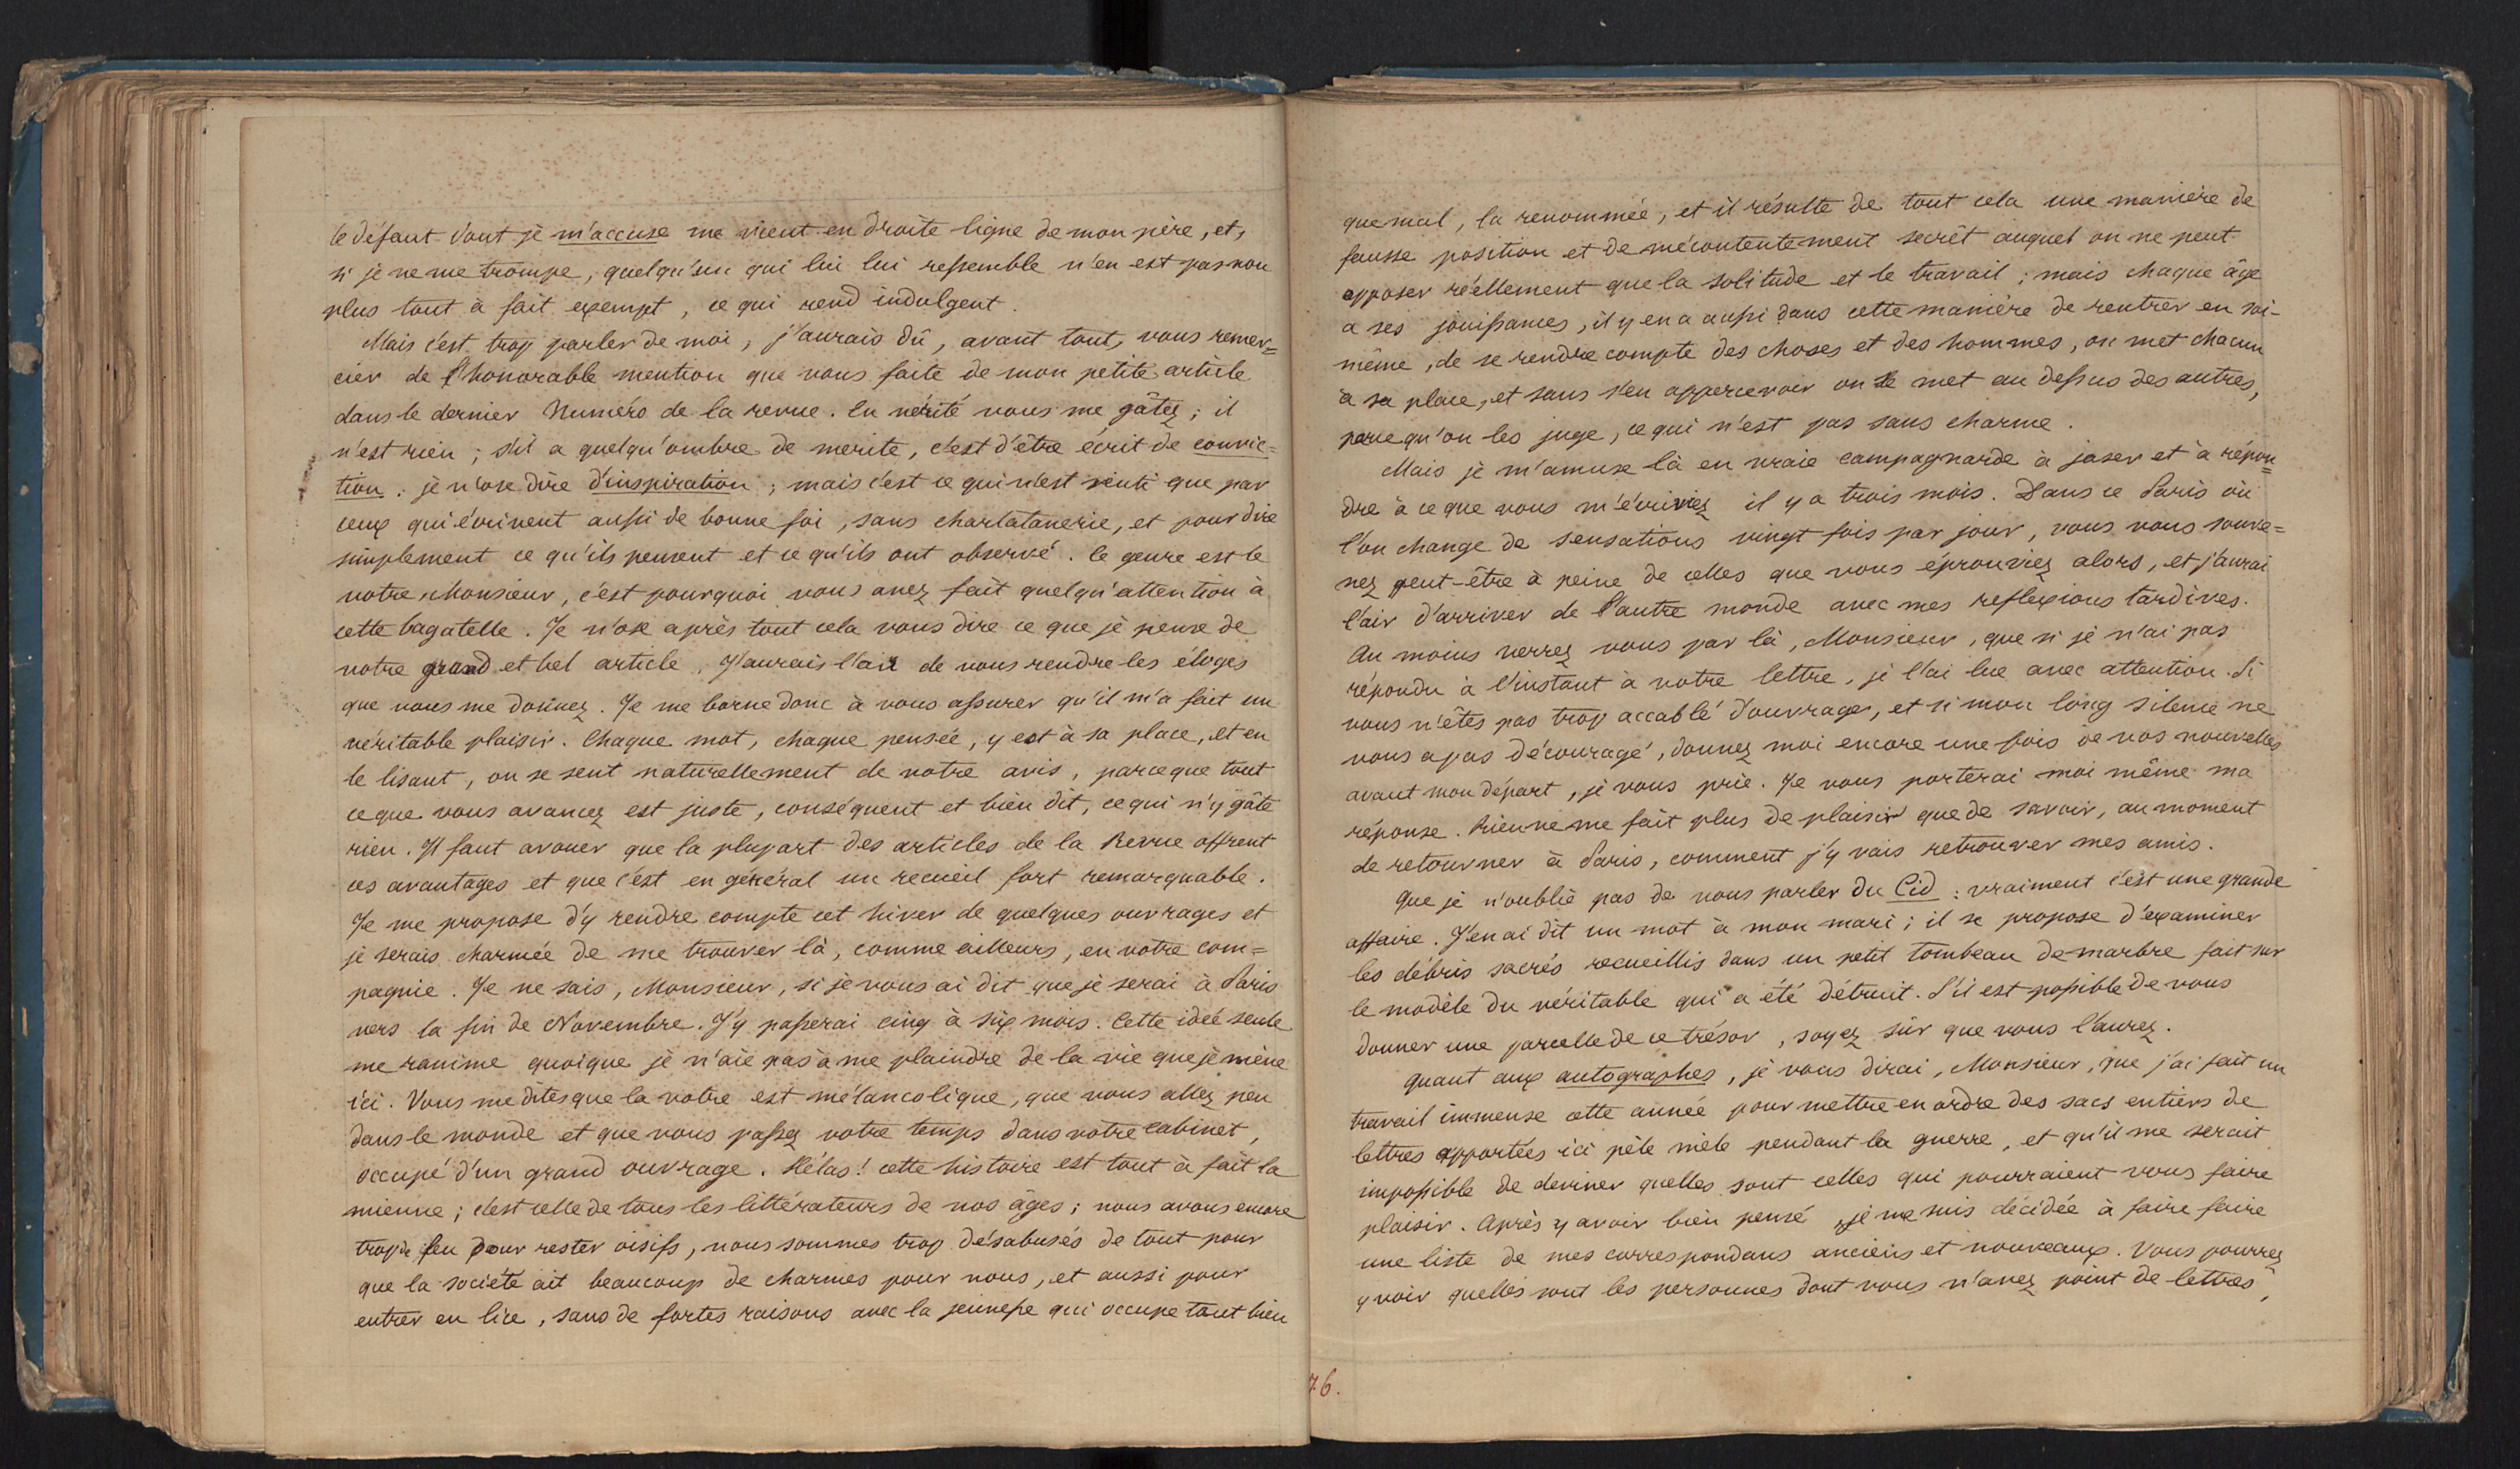 le défaut dont je m'accuse me vient en droite ligne de mon père, et,
si je ne me trompe, quelqu'un qui lui lui ressemble n'en est pas non
plus tout à fait exempt, ce qui rend indulgent.
Mais c'est trop parler de moi, j'aurais dû, avant tout, vous remer=
cier de l'honorable mention que vous faite de mon petite article
dans le dernier Numéro de la revue. En vérité vous me gâtez; il
n'est rien; s'il a quelqu'ombre de merite, c'est d'être écrit de convic=
tion: je n'ose dire d'inspiration; mais c'est ce qui n'est senti que par
ceux qui écrivent aussi de bonne foi, sans charlatanerie, et pour dire
simplement ce qu'ils pensent et ce qu'ils ont observé. Ce genre est le
votre, Monsieur, c'est pourquoi vous avez fait quelqu'attention à
cette bagatelle. Je n'ose après tout cela vous dire ce que je pense de
votre grand et bel article, J'aurais l'air de vous rendre les éloges
que vous me donnez. Je me borne donc à vous assurer qu'il m'a fait un
véritable plaisir. Chaque mot, chaque pensée, y est à sa place, et en
le lisant, on se sent naturellement de votre avis, parceque tout
ce que vous avancez est juste, conséquent et bien dit, ce qui n'y gâte
rien. Il faut avouer que la plupart des articles de la Revue offrent
ces avantages et que c'est en général un recueil fort remarquable.
Je me propose d'y rendre compte cet hiver de quelques ouvrages et
je serais charmée de me trouver là, comme ailleurs, en votre com=
pagnie. Je ne sais, Monsieur, si je vous ai dit que je serai à Paris
vers la fin de Novembre. J'y passerai cinq à six mois. Cette idée seule
me ranime quoique je n'aie pas à me plaindre de la vie que je mène
ici. Vous me dites que la votre est mélancolique, que vous allez peu
dans le monde et que vous passez votre temps dans votre Cabinet,
occupé d'un grand ouvrage. Hélas! cette histoire est tout à fait la
mienne; c'est celle de tous les littérateurs de nos âges; nous avons encore
trop de feu pour rester oisifs, nous sommes trop désabusés de tout pour
que la société ait beaucoup de charmes pour nous, et aussi pour
entrer en lice, sans de fortes raisons avec la jeunesse qui occupe tant bien
que mal, la renommée, et il résulte de tout cela une manière de
fausse position et de mécontentement secrêt auquel on ne peut
opposer réellement que la solitude et le travail; mais chaque âge
a ses jouissances, il y en a aussi dans cette manière de rentrer en soi-
même, de se rendre compte des choses et des hommes, on met chacun
à sa place, et sans s'en appercevoir on se met au dessus des autres,
parcequ'on les juge, ce qui n'est pas sans charme.
Mais je m'amuse là en vraie campagnarde à jaser et à répon=
dre à ce que vous m'écriviez il y a trois mois. Dans ce Paris où
l'on change de sensations vingt fois par jour, vous vous souve=
nez peut-être à peine de celles que vous éprouviez alors, et j'aurai
l'air d'arriver de l'autre monde avec mes reflexions tardives.
Au moins verrez vous par là, Monsieur, que si je n'ai pas
répondu à l'instant à votre lettre, je l'ai lue avec attention. Si
vous n'êtes pas trop accablé d'ouvrage, et si mon long silence ne
vous a pas découragé, donnez moi encore une fois de vos nouvelles
avant mon départ, je vous prie. Je vous porterai moi même ma
réponse. Rien ne me fait plus de plaisir que de savoir, au moment
de retourner à Paris, comment j'y vais retrouver mes amis.
Que je n'oublie pas de vous parler du Cid: vraiment c'est une grande
affaire. J'en ai dit un mot à mon mari; il se propose d'examiner
les débris sacrés recueillis dans un petit tombeau de marbre fait sur
le modèle du véritable qui a été détruit. S'il est possible de vous
donner une parcelle de ce trésor, soyez sûr que vous l'aurez.
Quant aux autographes, je vous dirai, Monsieur, que j'ai fait un
travail immense cette année pour mettre en ordre des sacs entiers de
lettres apportées ici pèle mêle pendant la guerre, et qu'il me serait
impossible de deviner quelles sont celles qui pourraient vous faire
plaisir. Après y avoir bien pensé, je me suis décidée à faire faire
une liste de mes correspondans anciens et nouveaux. Vous pourrez
y voir quelles sont les personnes dont vous n'avez point de lettres,
76.